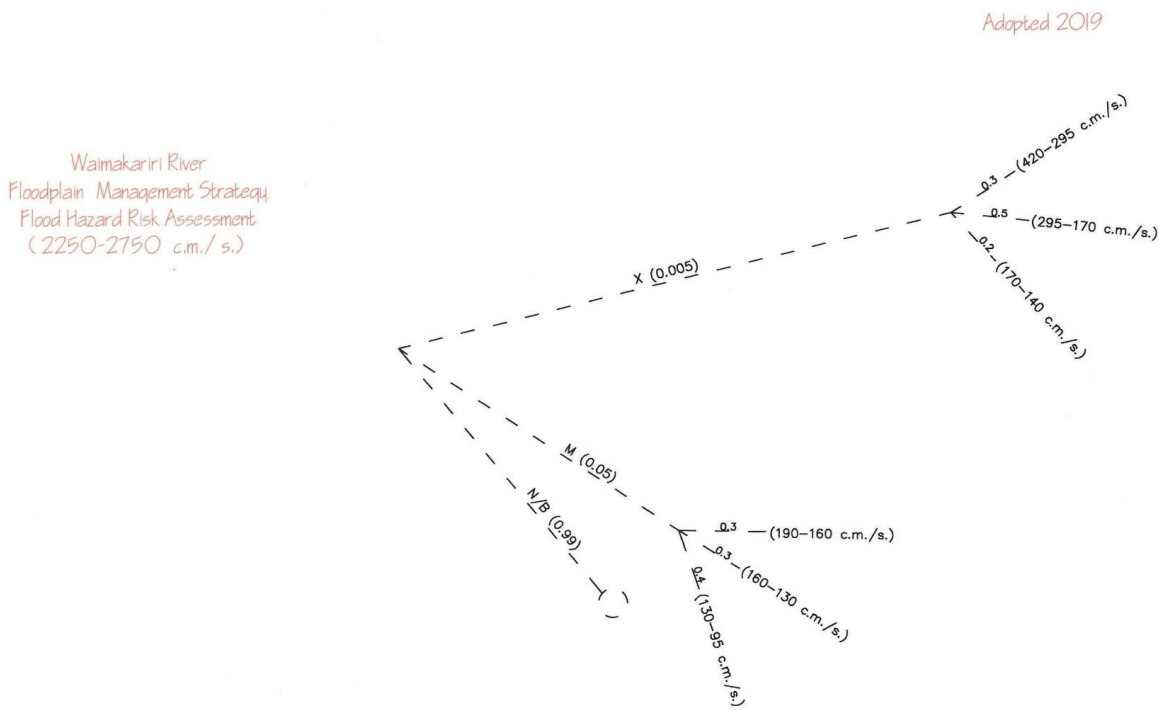 Adopted 2019
Waimakariri River
Floodplain Management Strategy.
Flood Hazard Risk Assessment
(2250-2750 c.m./s.)
X (0.005)
0.3 (420-295 c.m./s.)
0.5 (295-170 c.m./s.)
0.2 (170-140 c.m./s.)
M (0.05)
N/B (0.99)
0.3 (190-160 c.m./s.)
0.3 (160-130 c.m./s.)
0.4 (130-95 c.m./s.)